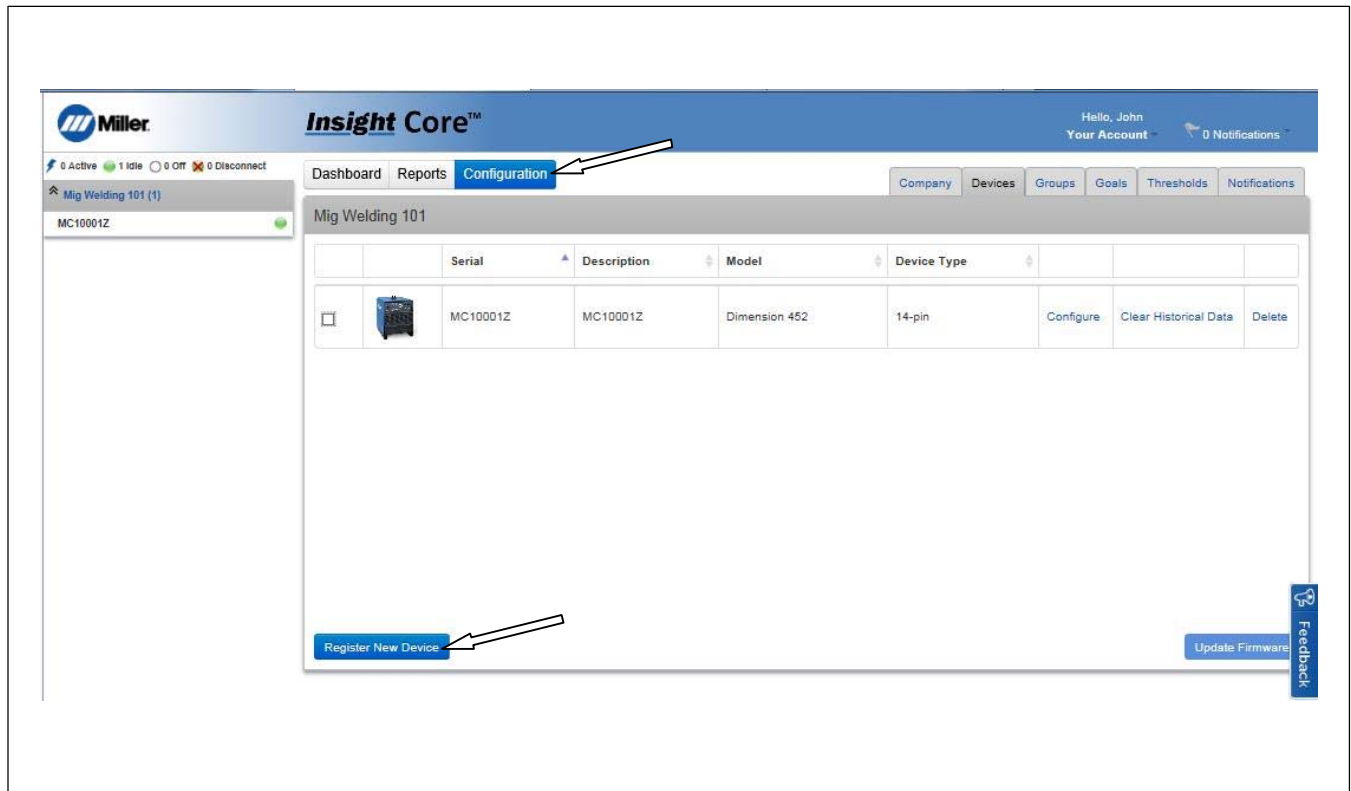 Miller.
Insight Core™
Hello, John
Your Account
0 Notifications
0 Active 1 Idle 0 Off 0 Disconnect
Mig Welding 101 (1)
MC10001Z
Dashboard Reports Configuration
Company Devices Groups Goals Thresholds Notifications
Mig Welding 101
Serial Description Model Device Type
MC10001Z MC10001Z Dimension 452 14-pin Configure Clear Historical Data Delete
Register New Device
Update Firmware
Feedback